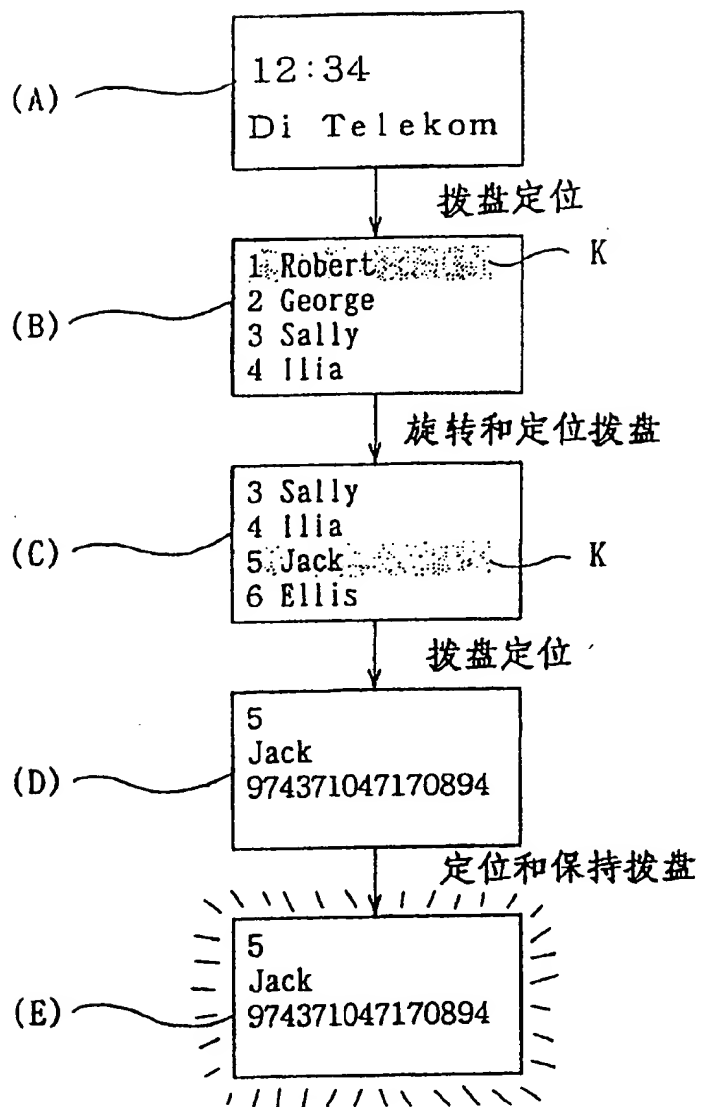 (A)
12:34
Di Telekom
拨盘定位
(B)
1 Robert
K
2 George
3 Sally
4 Ilia
旋转和定位拨盘
(C)
3 Sally
4 Ilia
5 Jack
K
6 Ellis
拨盘定位
(D)
5
Jack
974371047170894
定位和保持拨盘
(E)
5
Jack
974371047170894